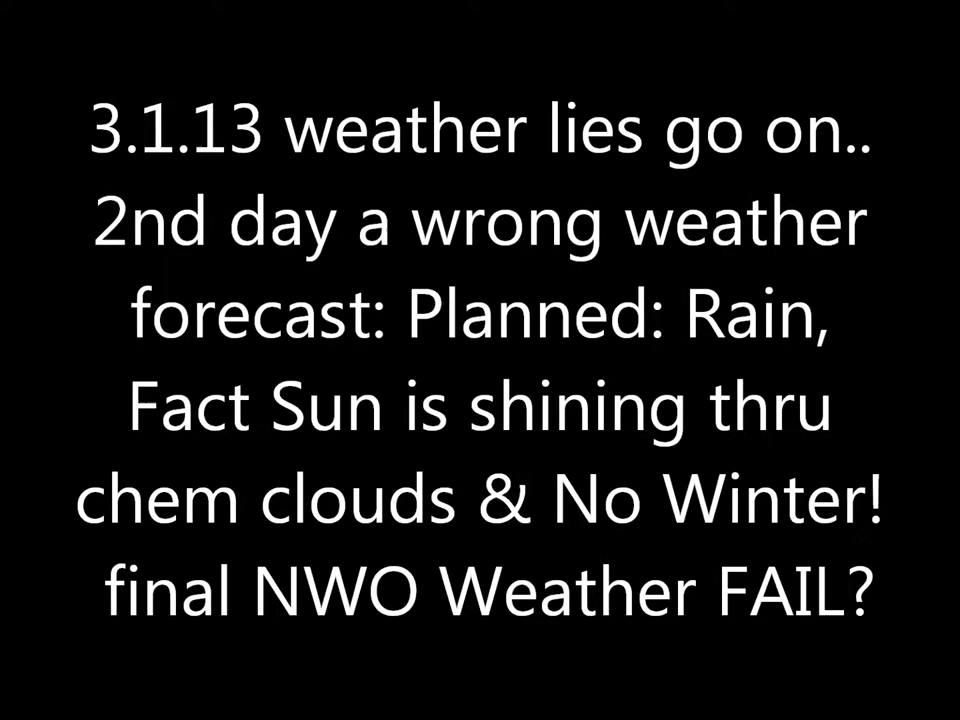 3.1.13 weather lies go on..
2nd day a wrong weather
forecast: Planned: Rain,
Fact Sun is shining thru
chem clouds & No Winter!
final NWO Weather FAIL?